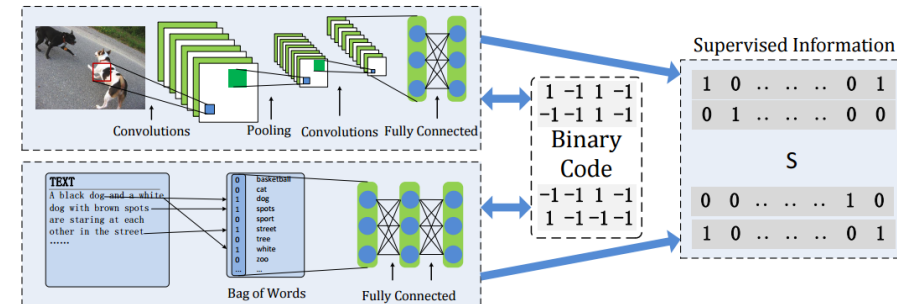 Convolutions
Pooling
Convolutions
Fully Connected
TEXT
A black dog and a white
dog with brown spots
are staring at each
other in the street
......
0 basketball
0 cat
1 dog
1 spots
0 sport
1 street
0 tree
1 white
0 zoo
... ...
Bag of Words
Fully Connected
1 -1 1 -1
-1 -1 1 -1
Binary
Code
-1 -1 1 -1
1 -1 -1 -1
Supervised Information
1 0 .. .. .. 0 1
0 1 .. .. .. 0 0
S
0 0 .. .. .. 1 0
1 0 .. .. .. 0 1